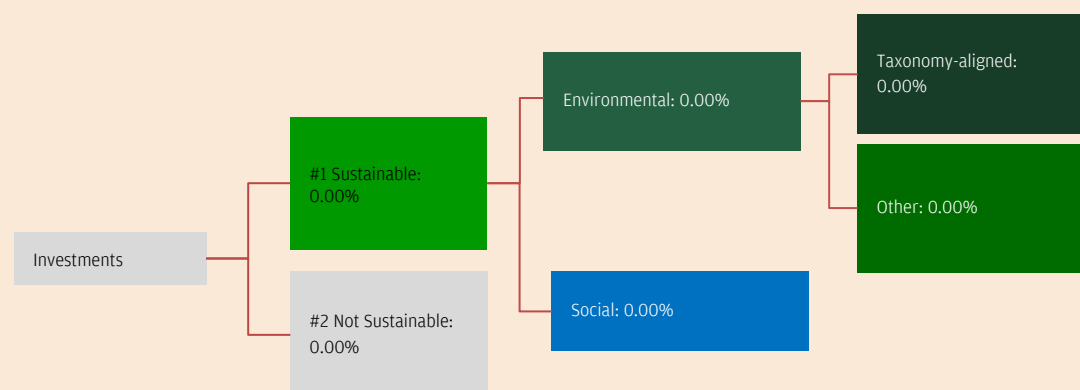 Investments
#1 Sustainable:
0.00%
#2 Not Sustainable:
0.00%
Environmental: 0.00%
Social: 0.00%
Taxonomy-aligned:
0.00%
Other: 0.00%